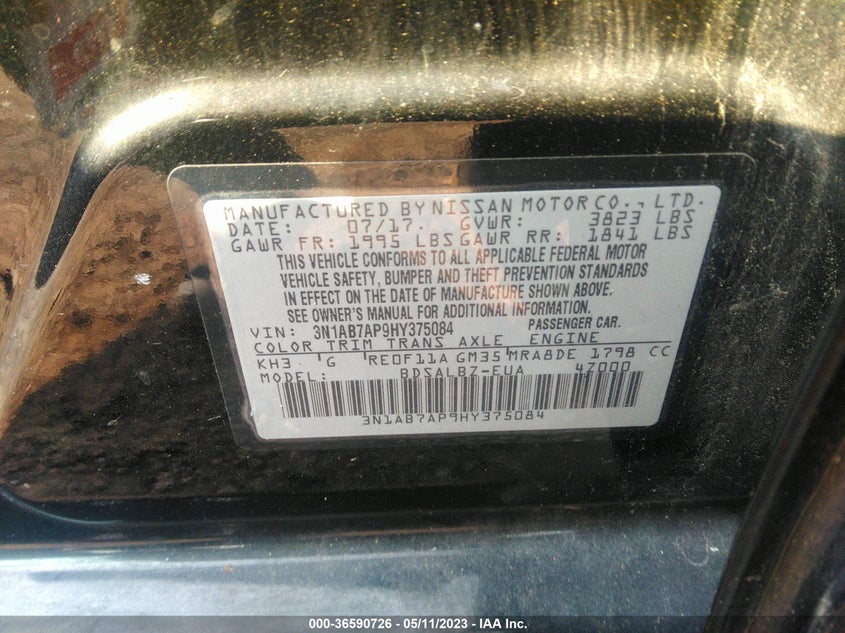 MANUFACTURED BY NISSAN MOTOR CO., LTD.
DATE: 07/17. GVWR: 3823 LBS
GAWR FR: 1995 LBS GAWR RR: 1841 LBS
THIS VEHICLE CONFORMS TO ALL APPLICABLE FEDERAL MOTOR
VEHICLE SAFETY, BUMPER AND THEFT PREVENTION STANDARDS
IN EFFECT ON THE DATE OF MANUFACTURE SHOWN ABOVE.
SEE OWNER'S MANUAL FOR ADDITIONAL INFORMATION.
VIN: 3N1AB7AP9HY375084 PASSENGER CAR.
COLOR TRIM TRANS AXLE ENGINE
KH3 G RE0F11A GM35 MRA8DE 1798 CC
MODEL: BDSALBZ-EUA 4Z000
3N1AB7AP9HY375084
000-36590726 - 05/11/2023 - IAA Inc.